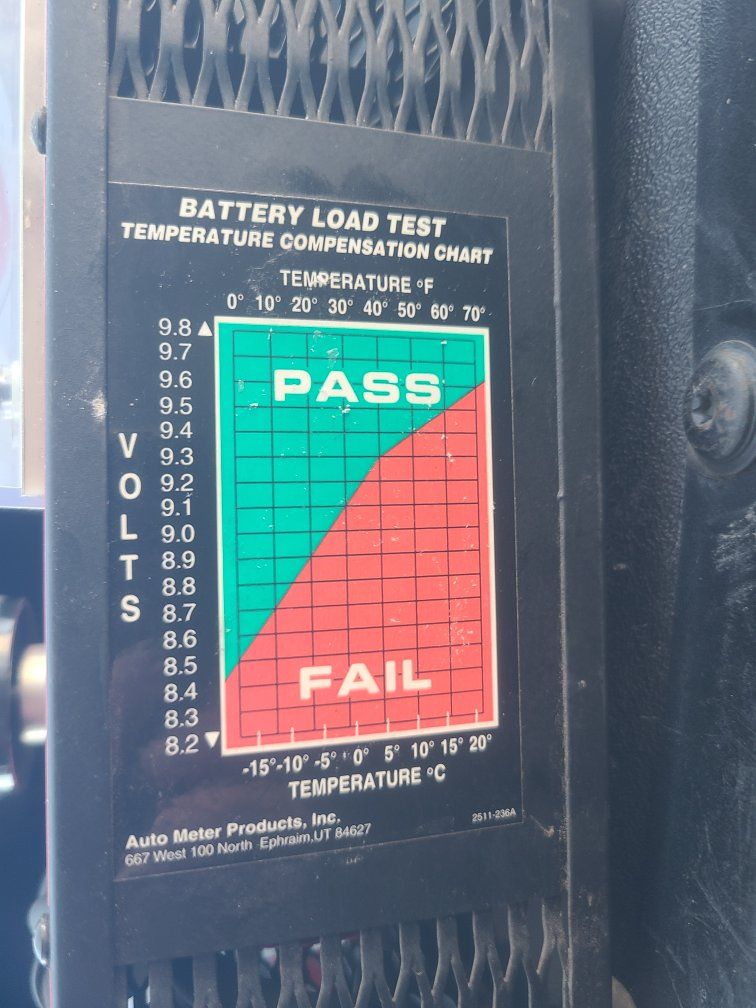 BATTERY LOAD TEST
TEMPERATURE COMPENSATION CHART
TEMPERATURE °F
0° 10° 20° 30° 40° 50° 60° 70°
9.8
9.7
9.6
9.5
9.4
9.3
9.2
9.1
9.0
8.9
8.8
8.7
8.6
8.5
8.4
8.3
8.2
VOLTS
PASS
FAIL
-15° -10° -5° 0° 5° 10° 15° 20°
TEMPERATURE °C
Auto Meter Products, Inc.
667 West 100 North Ephraim, UT 84627
2511-236A